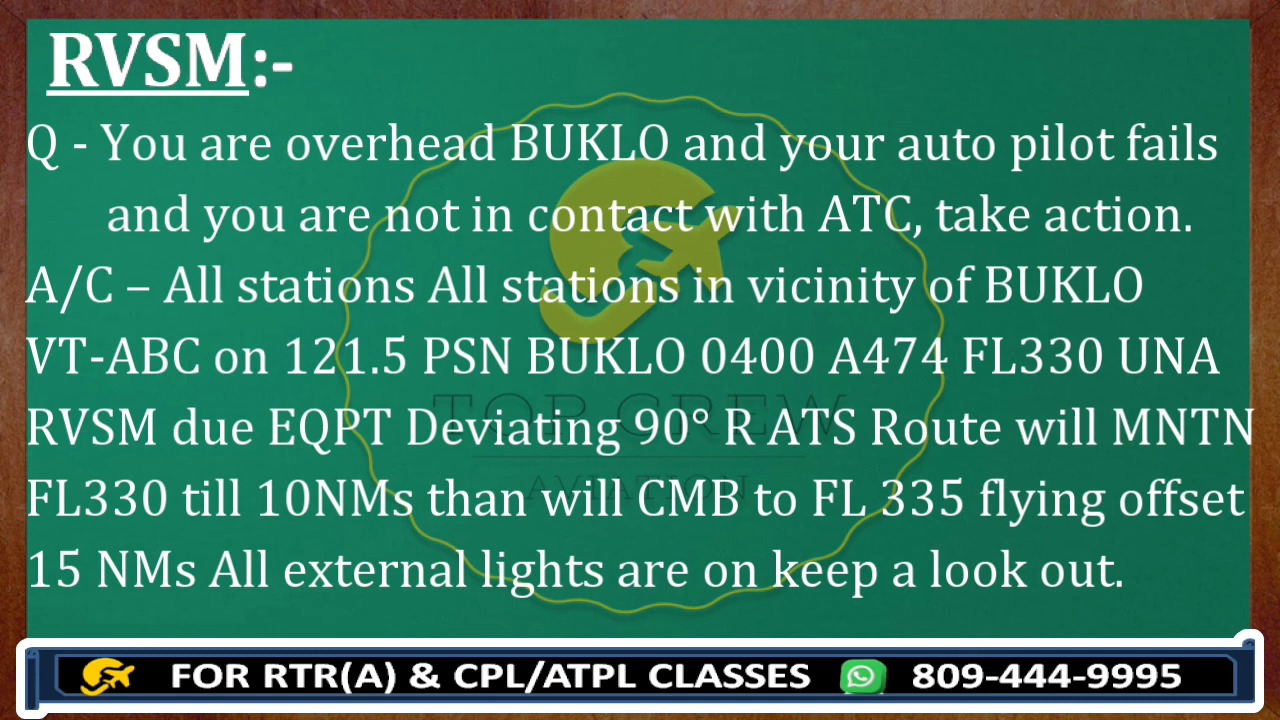 RVSM:-
Q - You are overhead BUKLO and your auto pilot fails
and you are not in contact with ATC, take action.
A/C – All stations All stations in vicinity of BUKLO
VT-ABC on 121.5 PSN BUKLO 0400 A474 FL330 UNA
RVSM due EQPT Deviating 90° R ATS Route will MNTN
FL330 till 10NMs than will CMB to FL 335 flying offset
15 NMs All external lights are on keep a look out.
TOP CREW
AVIATION
FOR RTR(A) & CPL/ATPL CLASSES 809-444-9995